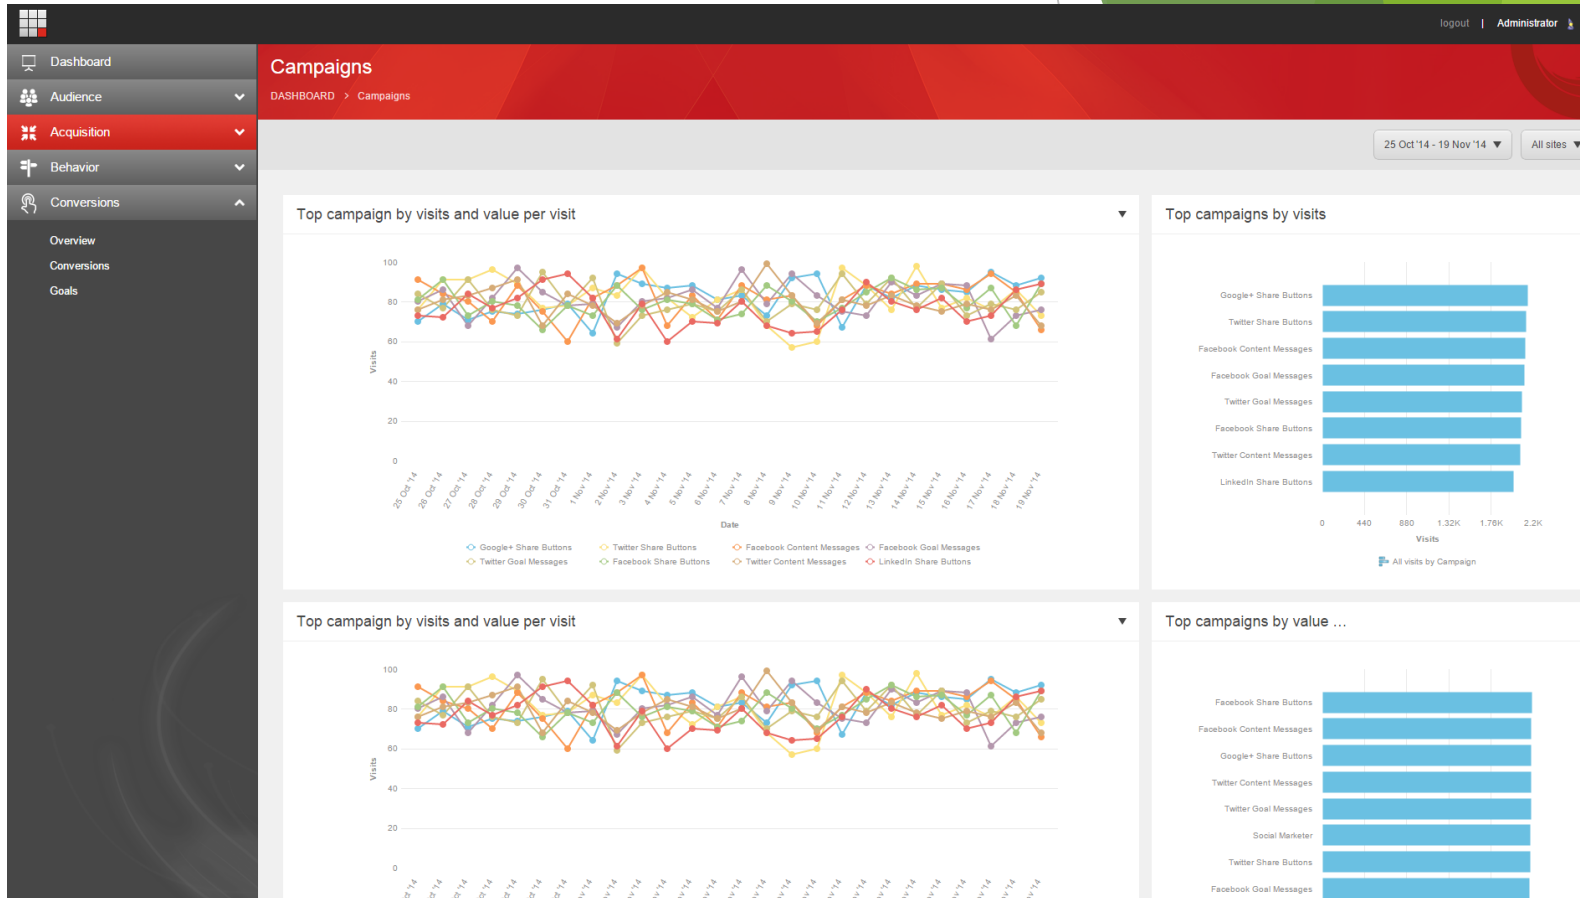 logout | Administrator
Dashboard
Audience
Acquisition
Behavior
Conversions
Overview
Conversions
Goals
Campaigns
DASHBOARD > Campaigns
25 Oct '14 - 19 Nov '14
All sites
Top campaign by visits and value per visit
100
80
60
40
20
0
Visits
25 Oct '14
26 Oct '14
27 Oct '14
28 Oct '14
29 Oct '14
30 Oct '14
31 Oct '14
1 Nov '14
2 Nov '14
3 Nov '14
4 Nov '14
5 Nov '14
6 Nov '14
7 Nov '14
8 Nov '14
9 Nov '14
10 Nov '14
11 Nov '14
12 Nov '14
13 Nov '14
14 Nov '14
15 Nov '14
16 Nov '14
17 Nov '14
18 Nov '14
19 Nov '14
Date
Google+ Share Buttons Twitter Share Buttons Facebook Content Messages Facebook Goal Messages
Twitter Goal Messages Facebook Share Buttons Twitter Content Messages LinkedIn Share Buttons
Top campaigns by visits
Google+ Share Buttons
Twitter Share Buttons
Facebook Content Messages
Facebook Goal Messages
Twitter Goal Messages
Facebook Share Buttons
Twitter Content Messages
LinkedIn Share Buttons
0 440 880 1.32K 1.76K 2.2K
Visits
All visits by Campaign
Top campaign by visits and value per visit
100
80
60
40
20
0
Visits
Top campaigns by value ...
Facebook Share Buttons
Facebook Content Messages
Google+ Share Buttons
Twitter Content Messages
Twitter Goal Messages
Social Marketer
Twitter Share Buttons
Facebook Goal Messages